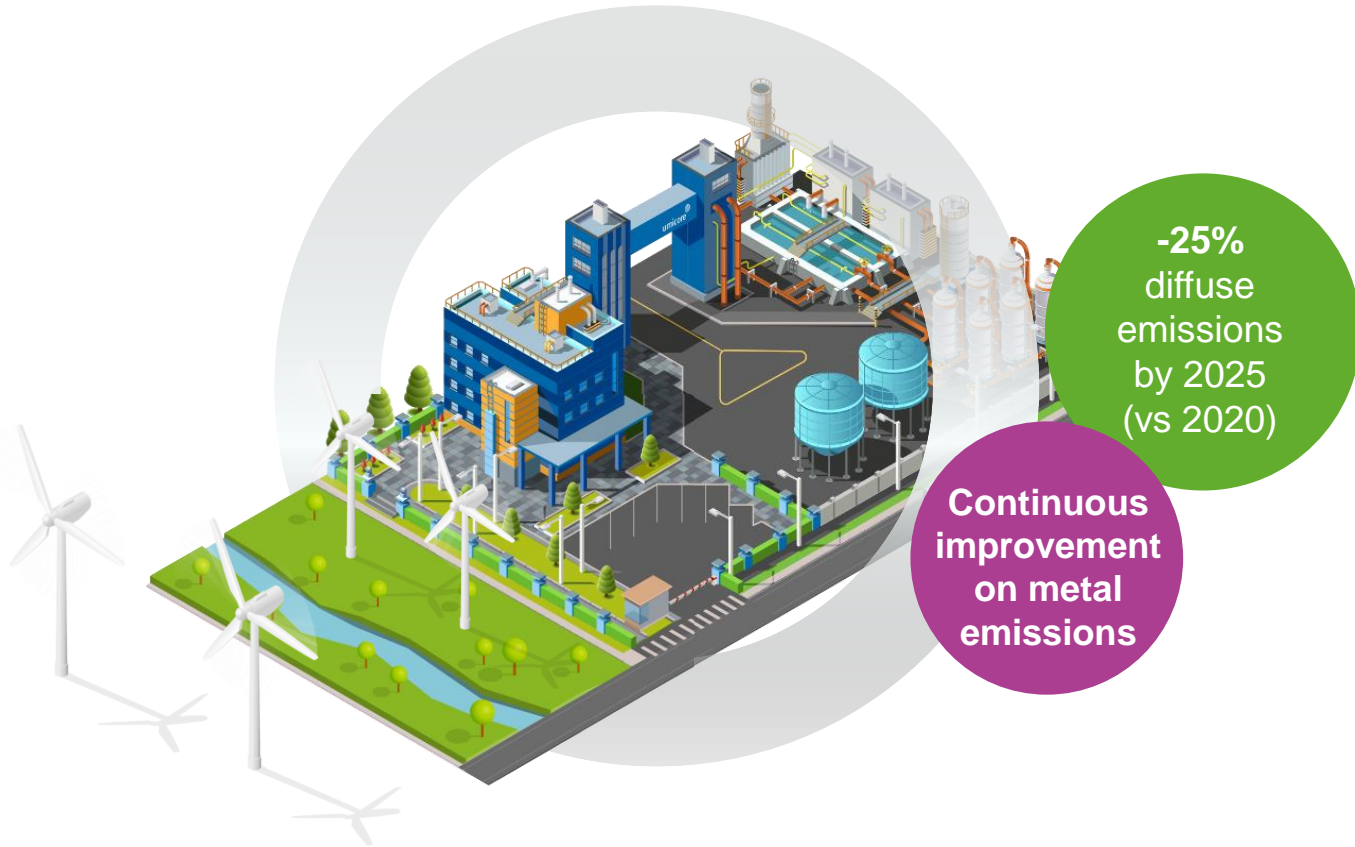 umicore
-25%
diffuse
emissions
by 2025
(vs 2020)
Continuous
improvement
on metal
emissions